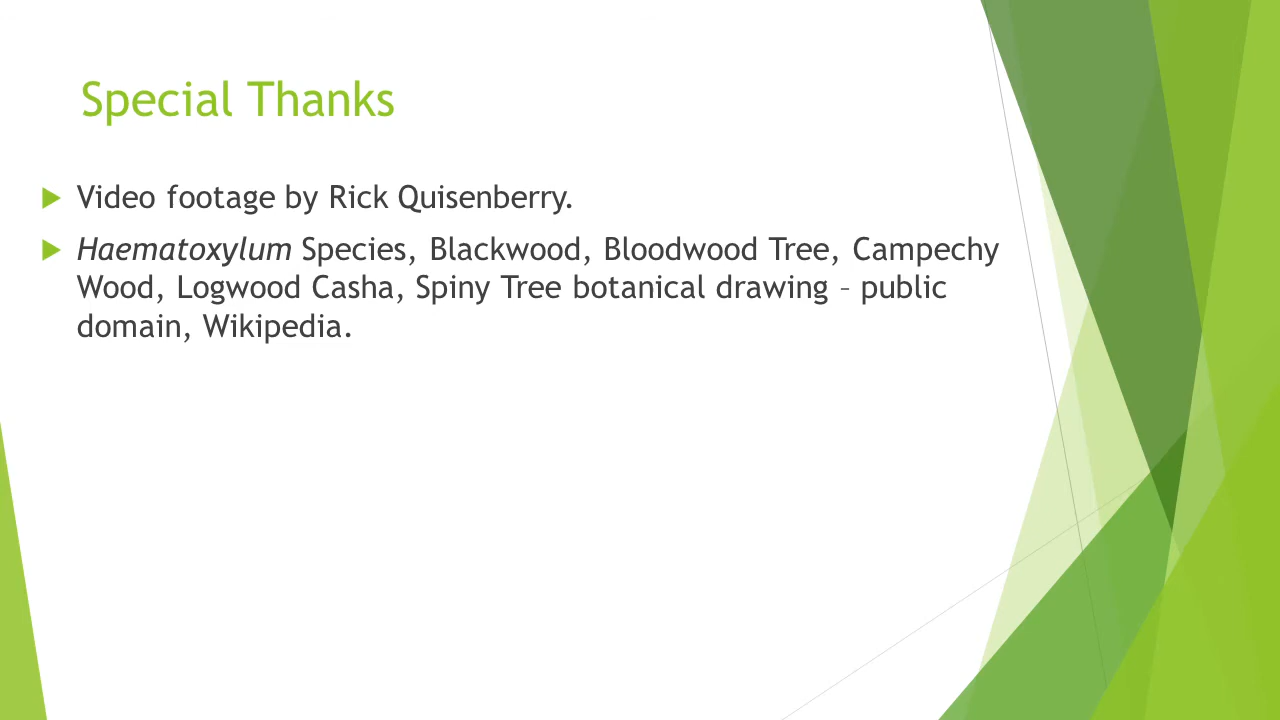 Special Thanks
Video footage by Rick Quisenberry.
Haematoxylum Species, Blackwood, Bloodwood Tree, Campechy
Wood, Logwood Casha, Spiny Tree botanical drawing – public
domain, Wikipedia.